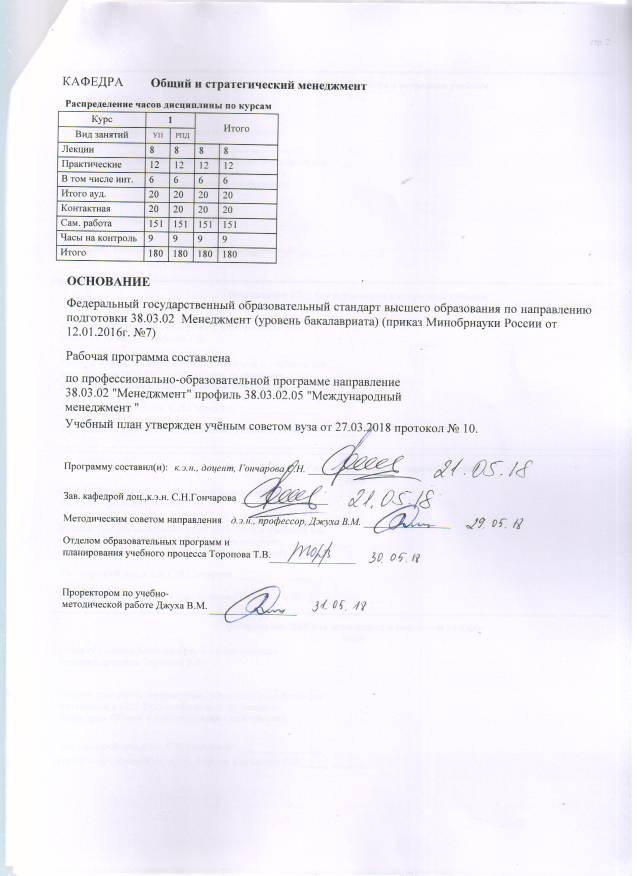 стр. 2
КАФЕДРА Общий и стратегический менеджмент
Распределение часов дисциплины по курсам
Курс 1 Итого
Вид занятий УП РПД
Лекции 8 8 8 8
Практические 12 12 12 12
В том числе инт. 6 6 6 6
Итого ауд. 20 20 20 20
Контактная 20 20 20 20
Сам. работа 151 151 151 151
Часы на контроль 9 9 9 9
Итого 180 180 180 180
ОСНОВАНИЕ
Федеральный государственный образовательный стандарт высшего образования по направлению
подготовки 38.03.02 Менеджмент (уровень бакалавриата) (приказ Минобрнауки России от
12.01.2016г. №7)
Рабочая программа составлена
по профессионально-образовательной программе направление
38.03.02 "Менеджмент" профиль 38.03.02.05 "Международный
менеджмент "
Учебный план утвержден учёным советом вуза от 27.03.2018 протокол № 10.
Программу составил(и): к.э.н., доцент, Гончарова С.Н. 21.05.18
Зав. кафедрой доц.,к.э.н. С.Н.Гончарова 21.05.18
Методическим советом направления д.э.н., профессор, Джуха В.М. 29.05.18
Отделом образовательных программ и
планирования учебного процесса Торопова Т.В. 30.05.18
Проректором по учебно-
методической работе Джуха В.М. 31.05.18